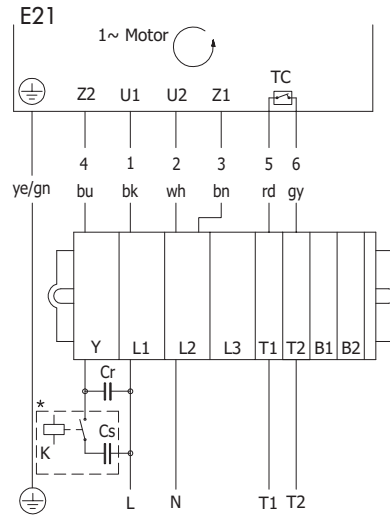 E21
1~ Motor
TC
Z2 U1 U2 Z1
4 1 2 3 5 6
ye/gn bu bk wh bn rd gy
Y L1 L2 L3 T1 T2 B1 B2
Cr
*
K Cs
L N T1 T2